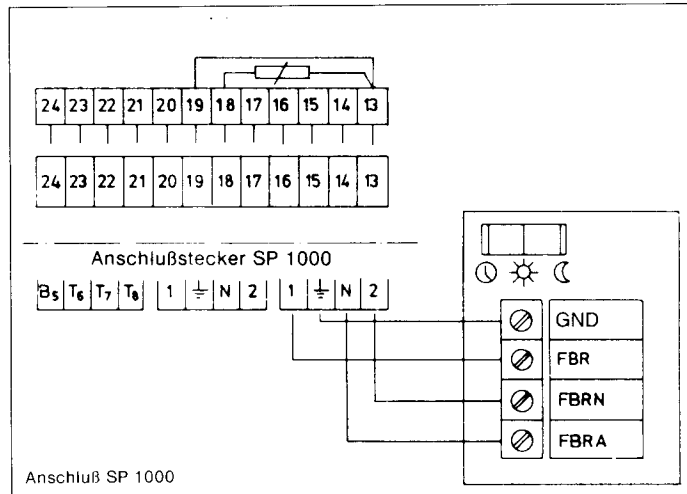 24 23 22 21 20 19 18 17 16 15 14 13
24 23 22 21 20 19 18 17 16 15 14 13
Anschlußstecker SP 1000
B5 T6 T7 T8 1 ⏚ N 2 1 ⏚ N 2
GND
FBR
FBRN
FBRA
Anschluß SP 1000